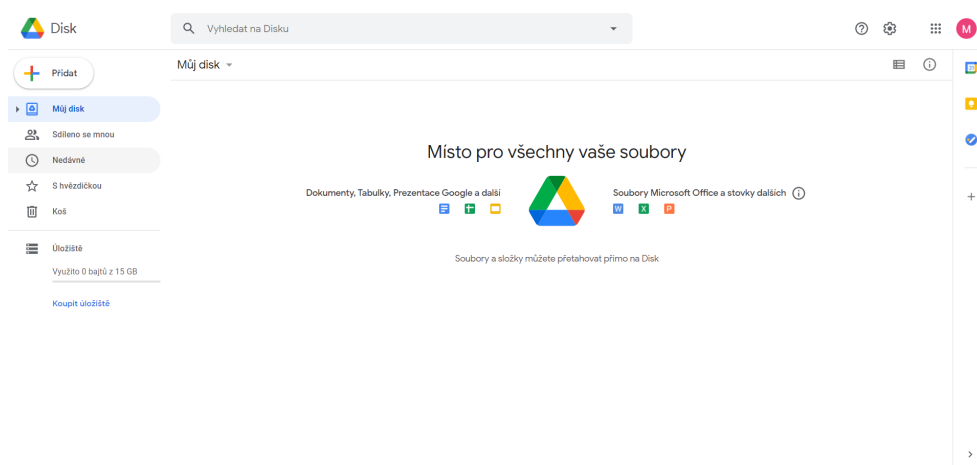 Disk
Vyhledat na Disku
M
Přidat
Můj disk
Můj disk
Sdíleno se mnou
Nedávné
S hvězdičkou
Koš
Úložiště
Využito 0 bajtů z 15 GB
Koupit úložiště
Místo pro všechny vaše soubory
Dokumenty, Tabulky, Prezentace Google a další
Soubory Microsoft Office a stovky dalších
W X P
Soubory a složky můžete přetahovat přímo na Disk